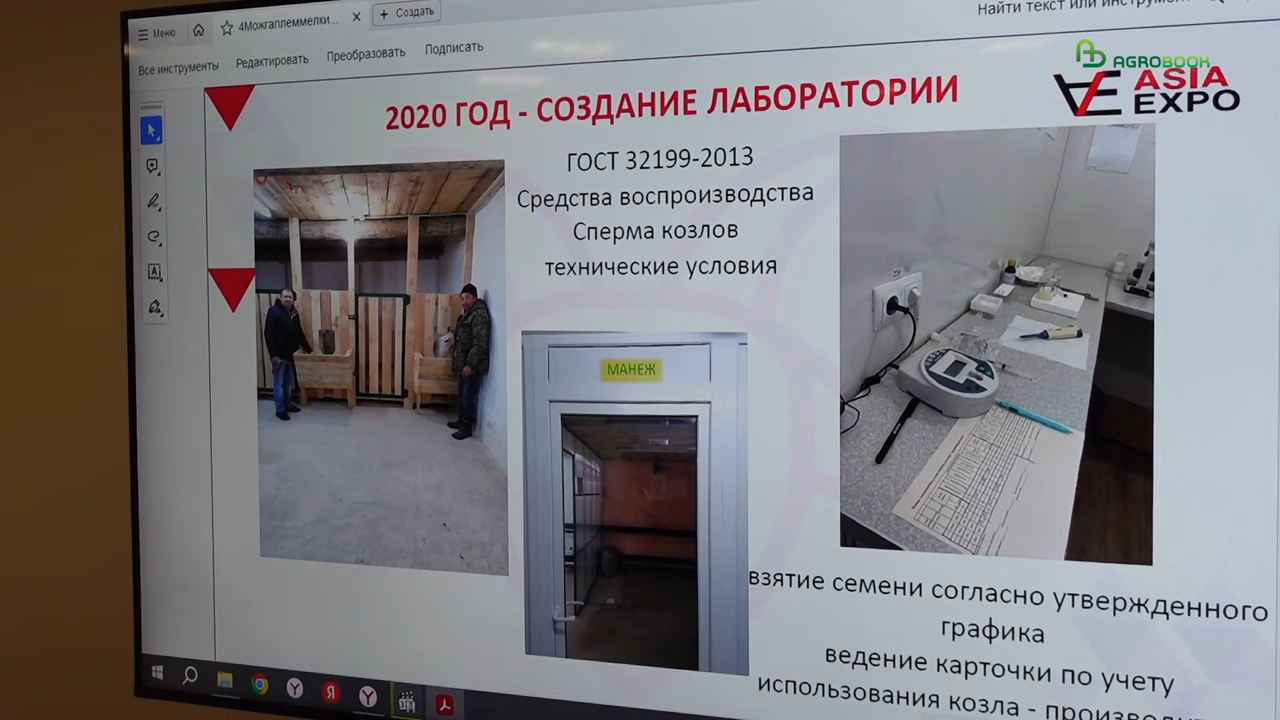 Меню
4Можгаплеммелки...
Создать
Найти текст или
Все инструменты
Редактировать
Преобразовать
Подписать
AGROBOOK
ASIA
EXPO
2020 ГОД - СОЗДАНИЕ ЛАБОРАТОРИИ
ГОСТ 32199-2013
Средства воспроизводства
Сперма козлов
технические условия
МАНЕЖ
взятие семени согласно утвержденного
графика
ведение карточки по учету
использования козла -